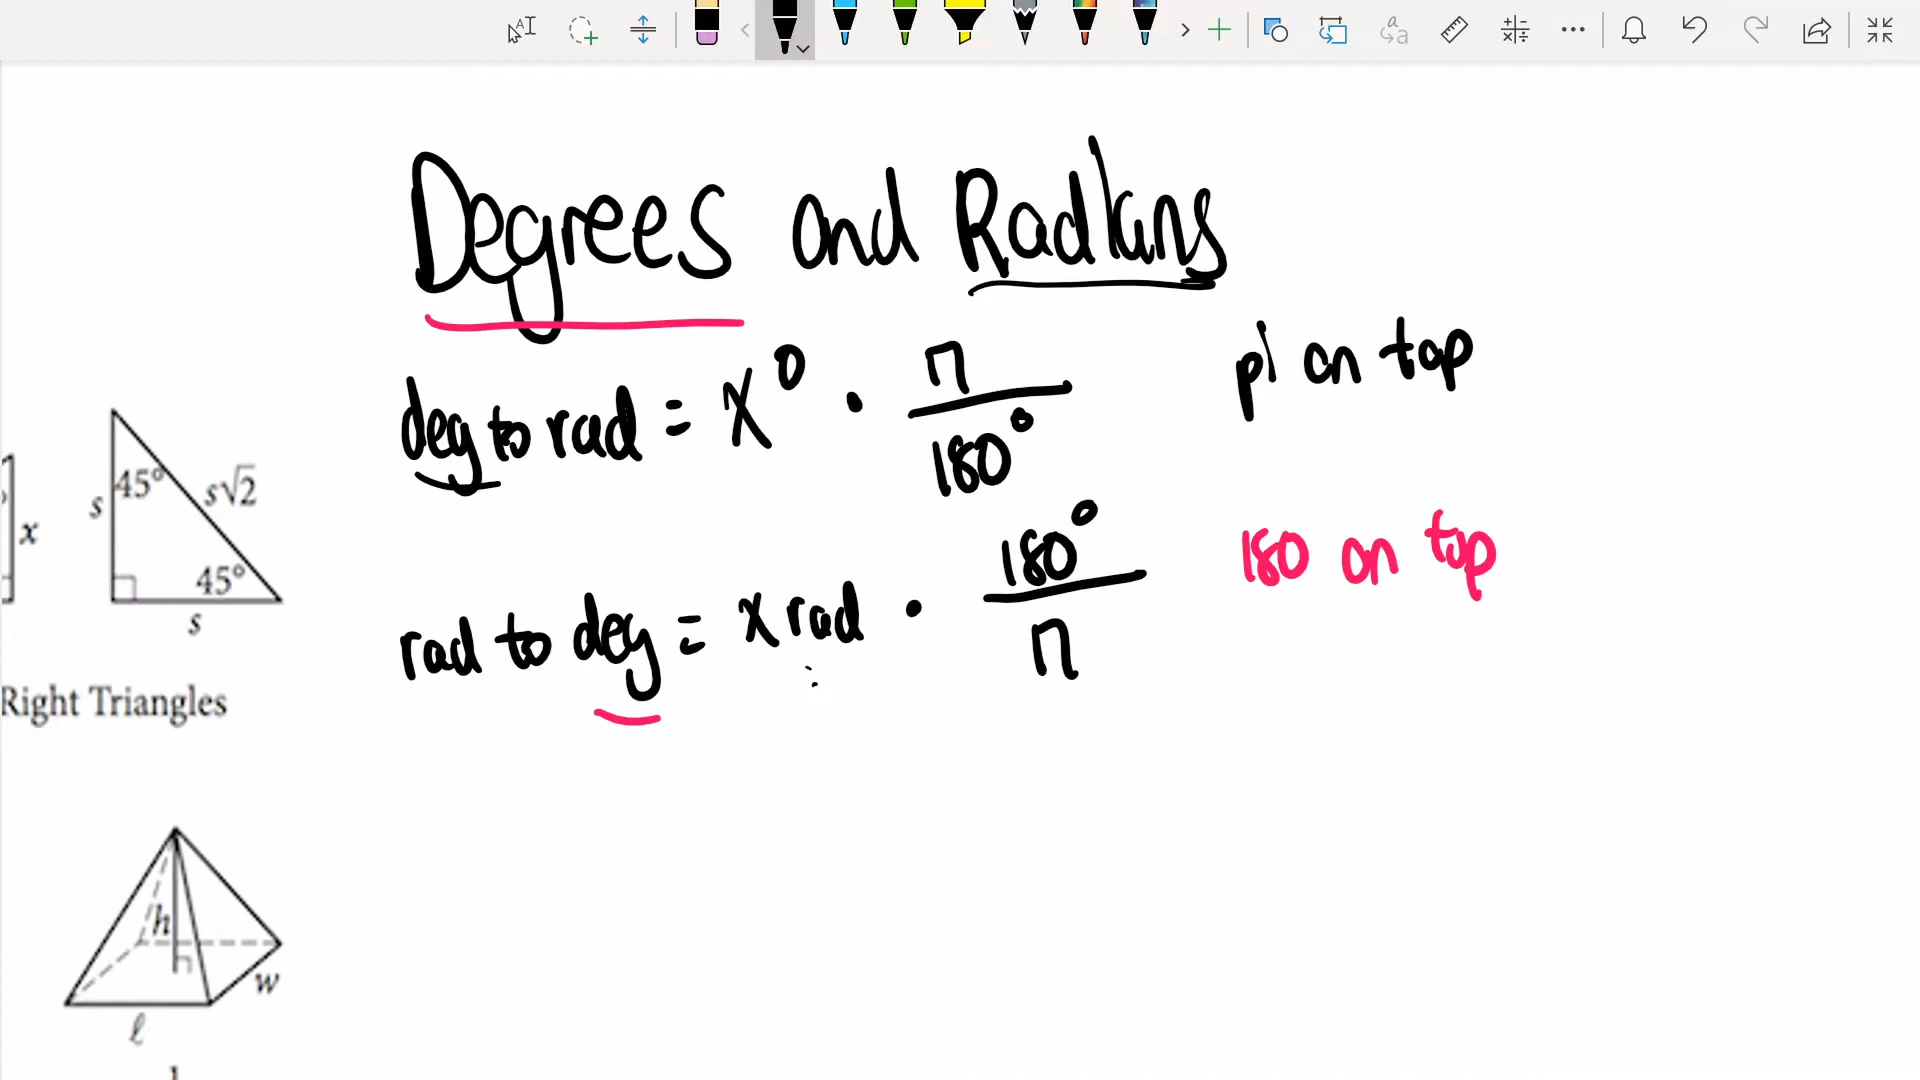 Degrees and Radians
deg to rad = x° · π/180° pi on top
rad to deg = x rad · 180°/π 180 on top
x
s
45°
s√2
45°
s
Right Triangles
h
w
ℓ